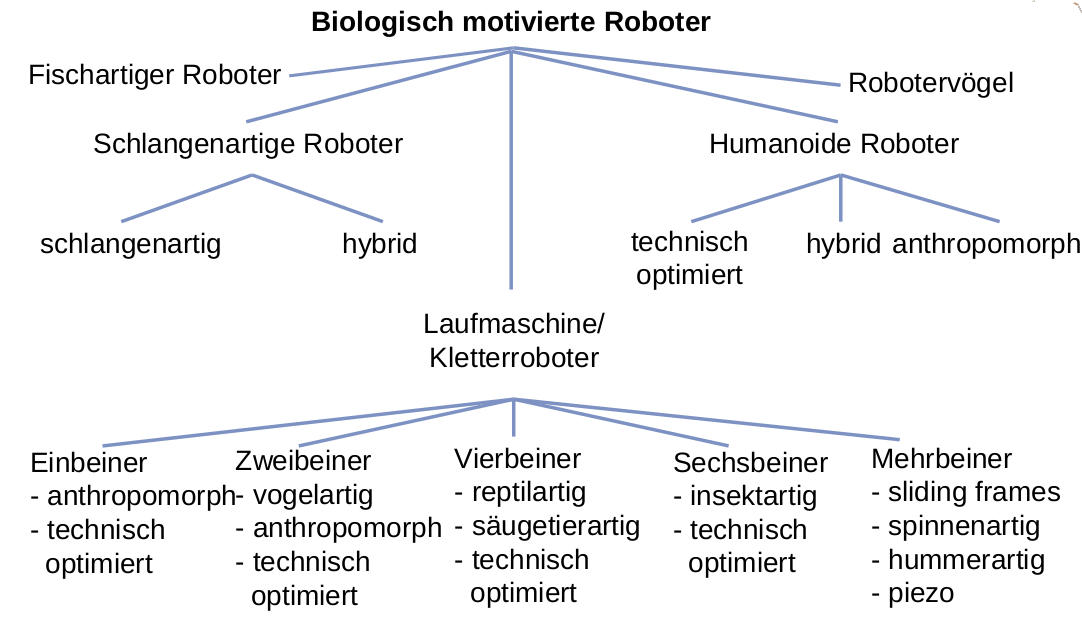 Biologisch motivierte Roboter
Fischartiger Roboter
Robotervögel
Schlangenartige Roboter
Humanoide Roboter
schlangenartig
hybrid
technisch
optimiert
hybrid
anthropomorph
Laufmaschine/
Kletterroboter
Einbeiner
- anthropomorph
- technisch
optimiert
Zweibeiner
- vogelartig
- anthropomorph
- technisch
optimiert
Vierbeiner
- reptilartig
- säugetierartig
- technisch
optimiert
Sechsbeiner
- insektartig
- technisch
optimiert
Mehrbeiner
- sliding frames
- spinnenartig
- hummerartig
- piezo